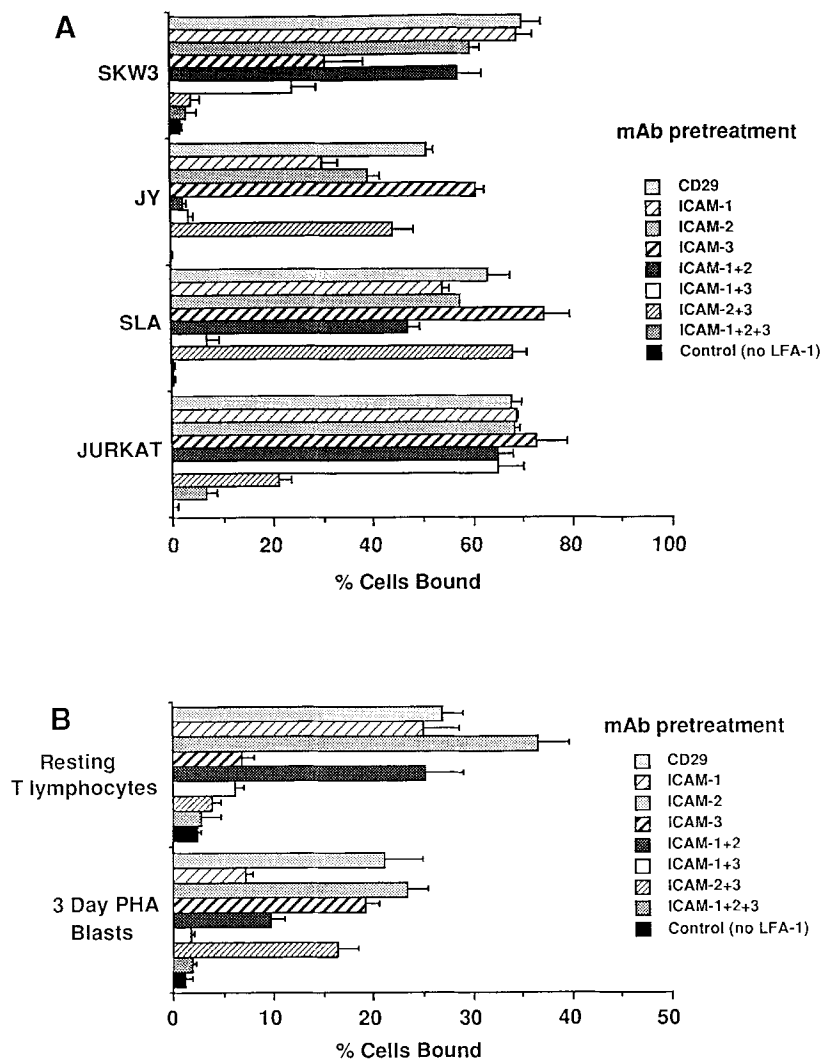 A
SKW3
JY
SLA
JURKAT
0 20 40 60 80 100
% Cells Bound
mAb pretreatment
CD29
ICAM-1
ICAM-2
ICAM-3
ICAM-1+2
ICAM-1+3
ICAM-2+3
ICAM-1+2+3
Control (no LFA-1)
B
Resting
T lymphocytes
3 Day PHA
Blasts
0 10 20 30 40 50
% Cells Bound
mAb pretreatment
CD29
ICAM-1
ICAM-2
ICAM-3
ICAM-1+2
ICAM-1+3
ICAM-2+3
ICAM-1+2+3
Control (no LFA-1)